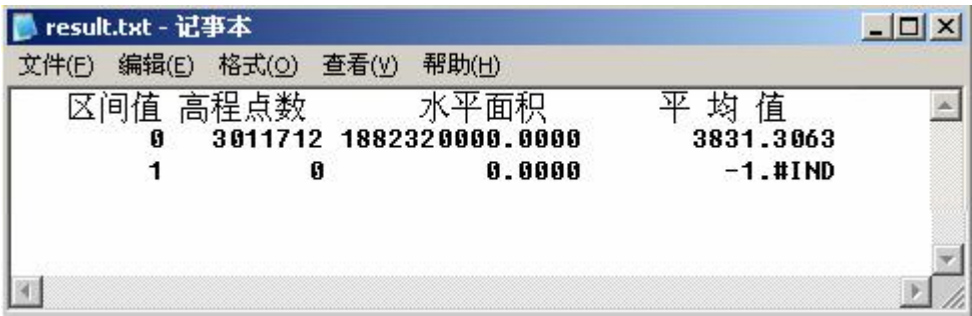 result.txt - 记事本
文件(F) 编辑(E) 格式(O) 查看(V) 帮助(H)
区间值 高程点数 水平面积 平 均 值
0 3011712 1882320000.0000 3831.3063
1 0 0.0000 -1.#IND